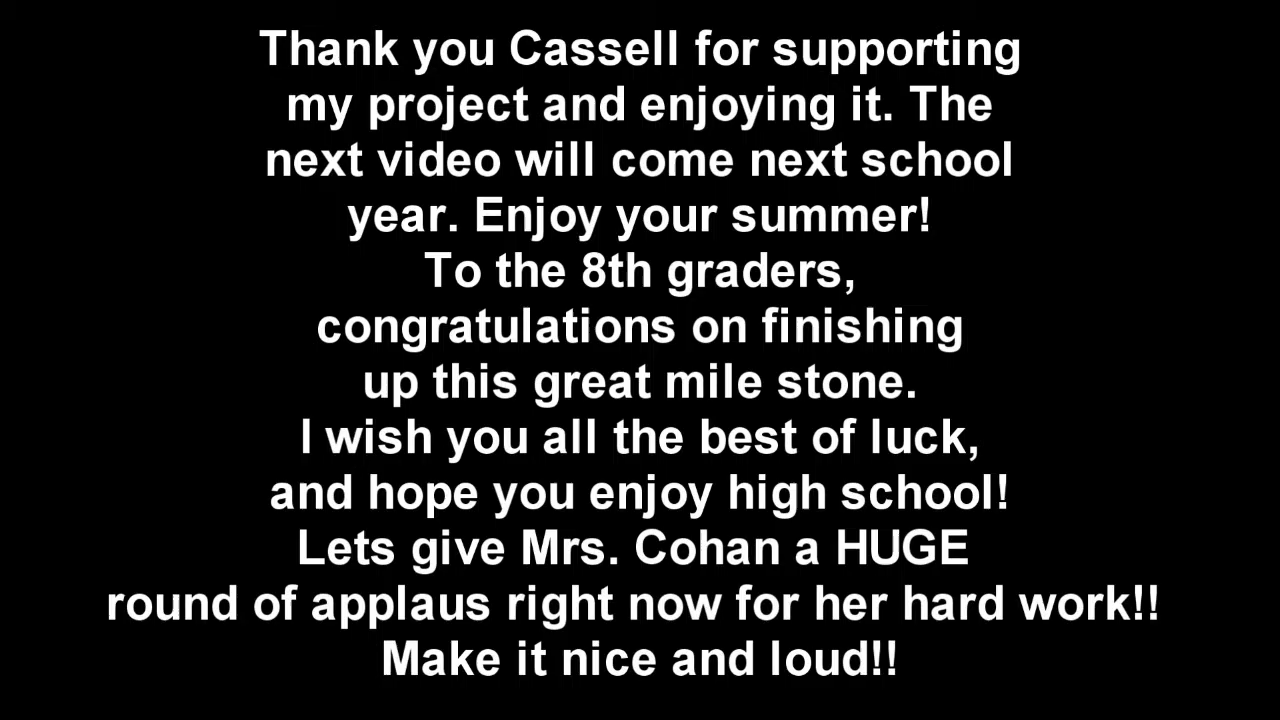 Thank you Cassell for supporting
my project and enjoying it. The
next video will come next school
year. Enjoy your summer!
To the 8th graders,
congratulations on finishing
up this great mile stone.
I wish you all the best of luck,
and hope you enjoy high school!
Lets give Mrs. Cohan a HUGE
round of applaus right now for her hard work!!
Make it nice and loud!!